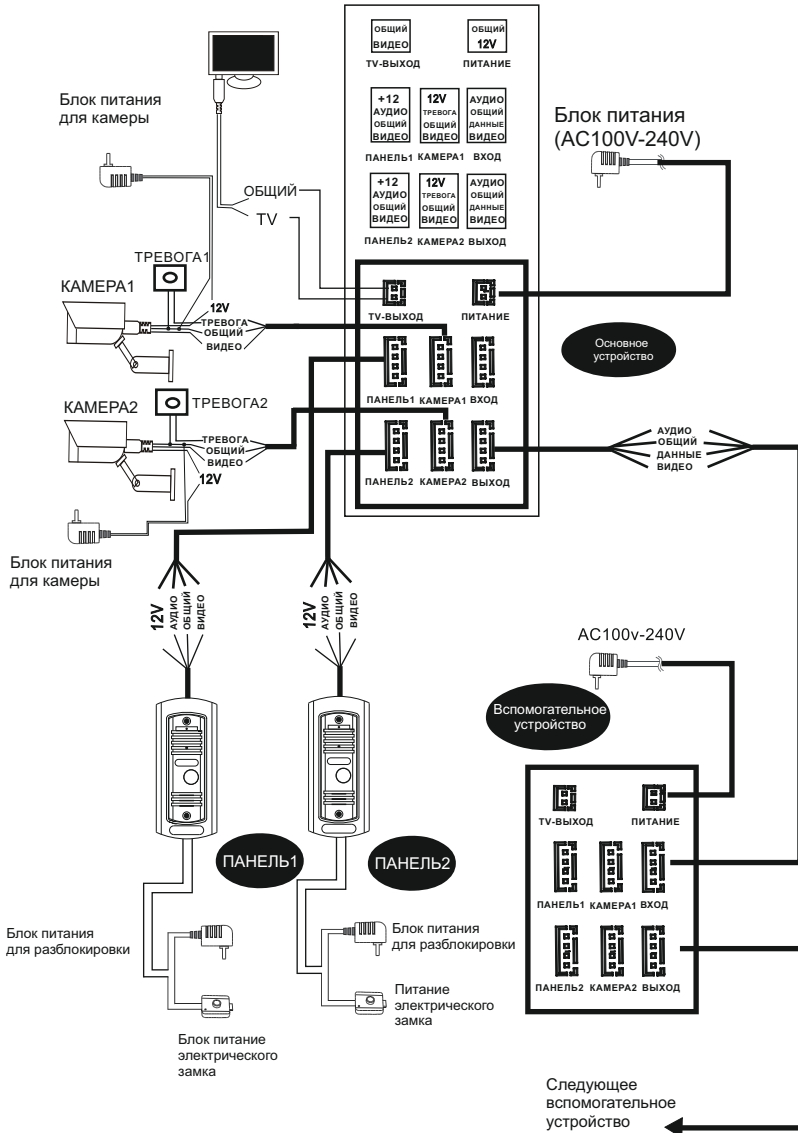 ОБЩИЙ
ВИДЕО
TV-ВЫХОД
ОБЩИЙ
12V
ПИТАНИЕ
+12
АУДИО
ОБЩИЙ
ВИДЕО
ПАНЕЛЬ1
12V
ТРЕВОГА
ОБЩИЙ
ВИДЕО
КАМЕРА1
АУДИО
ОБЩИЙ
ДАННЫЕ
ВИДЕО
ВХОД
+12
АУДИО
ОБЩИЙ
ВИДЕО
ПАНЕЛЬ2
12V
ТРЕВОГА
ОБЩИЙ
ВИДЕО
КАМЕРА2
АУДИО
ОБЩИЙ
ДАННЫЕ
ВИДЕО
ВЫХОД
Блок питания
для камеры
Блок питания
(AC100V-240V)
ОБЩИЙ
TV
ТРЕВОГА1
КАМЕРА1
12V
ТРЕВОГА
ОБЩИЙ
ВИДЕО
TV-ВЫХОД
ПИТАНИЕ
Основное
устройство
ПАНЕЛЬ1 КАМЕРА1 ВХОД
КАМЕРА2
ТРЕВОГА2
ТРЕВОГА
ОБЩИЙ
ВИДЕО
12V
ПАНЕЛЬ2 КАМЕРА2 ВЫХОД
АУДИО
ОБЩИЙ
ДАННЫЕ
ВИДЕО
Блок питания
для камеры
12V
АУДИО
ОБЩИЙ
ВИДЕО
12V
АУДИО
ОБЩИЙ
ВИДЕО
AC100v-240V
Вспомогательное
устройство
TV-ВЫХОД
ПИТАНИЕ
ПАНЕЛЬ1 КАМЕРА1 ВХОД
ПАНЕЛЬ2 КАМЕРА2 ВЫХОД
ПАНЕЛЬ1
ПАНЕЛЬ2
Блок питания
для разблокировки
Блок питания
для разблокировки
Питание
электрического
замка
Блок питание
электрического
замка
Следующее
вспомогательное
устройство